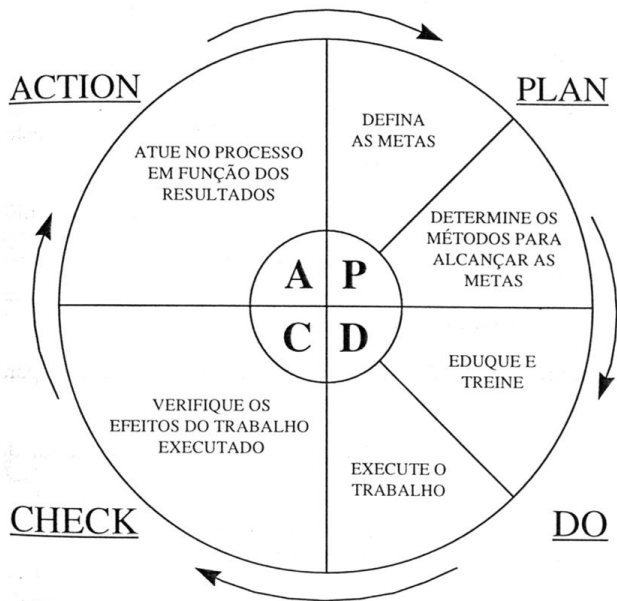 ACTION
PLAN
DEFINA
AS METAS
ATUE NO PROCESSO
EM FUNÇÃO DOS
RESULTADOS
DETERMINE OS
MÉTODOS PARA
ALCANÇAR AS
METAS
A P
C D
EDUQUE E
TREINE
VERIFIQUE OS
EFEITOS DO TRABALHO
EXECUTADO
EXECUTE O
TRABALHO
CHECK
DO